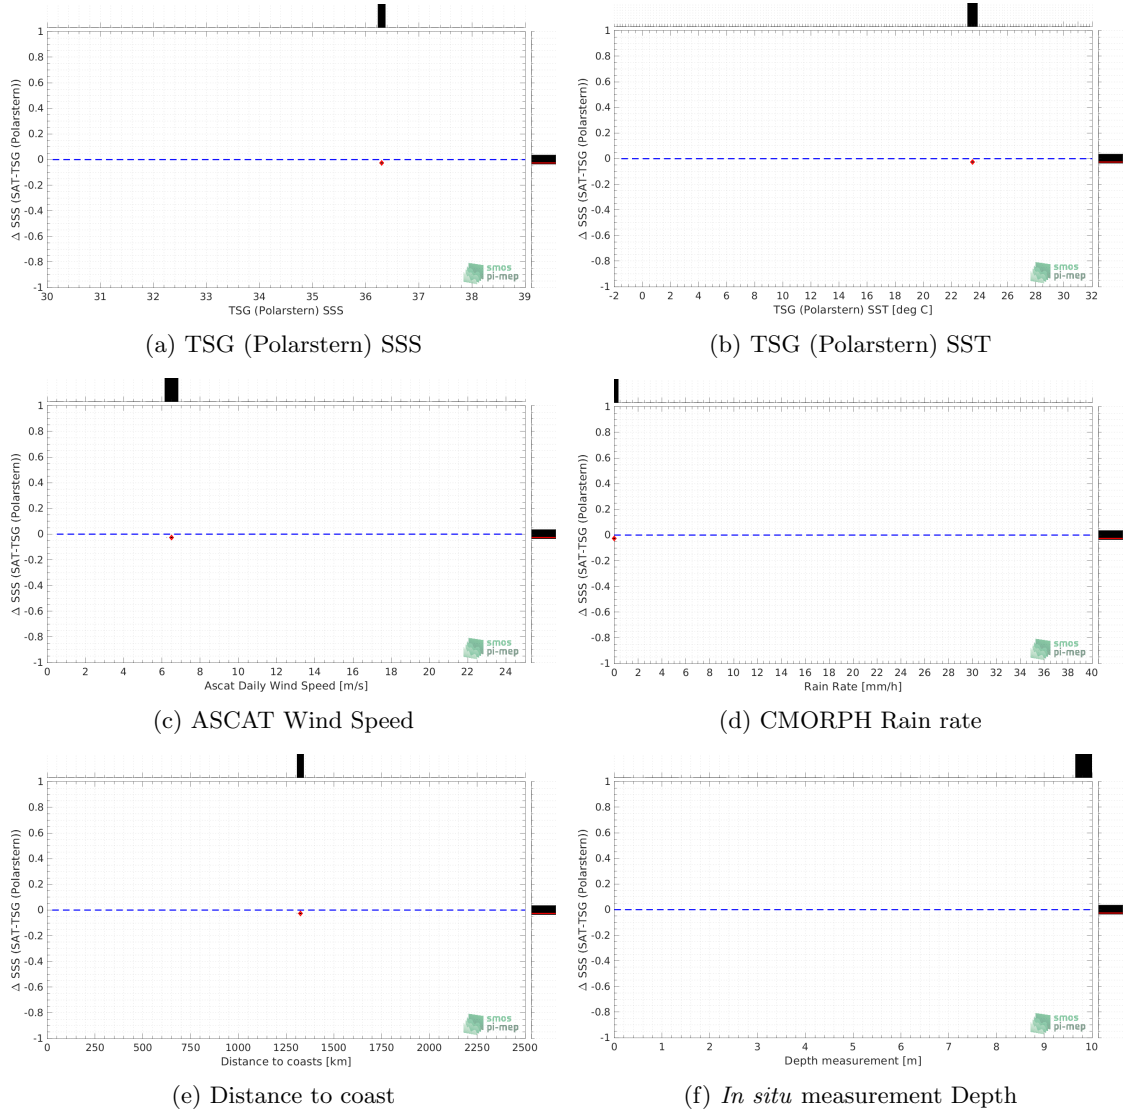 1
0.8
0.6
0.4
0.2
0
-0.2
-0.4
-0.6
-0.8
-1
Δ SSS (SAT-TSG (Polarstern))
30 31 32 33 34 35 36 37 38 39
TSG (Polarstern) SSS
smos
pi-mep
(a) TSG (Polarstern) SSS
1
0.8
0.6
0.4
0.2
0
-0.2
-0.4
-0.6
-0.8
-1
Δ SSS (SAT-TSG (Polarstern))
-2 0 2 4 6 8 10 12 14 16 18 20 22 24 26 28 30 32
TSG (Polarstern) SST [deg C]
smos
pi-mep
(b) TSG (Polarstern) SST
1
0.8
0.6
0.4
0.2
0
-0.2
-0.4
-0.6
-0.8
-1
Δ SSS (SAT-TSG (Polarstern))
0 2 4 6 8 10 12 14 16 18 20 22 24
Ascat Daily Wind Speed [m/s]
smos
pi-mep
(c) ASCAT Wind Speed
1
0.8
0.6
0.4
0.2
0
-0.2
-0.4
-0.6
-0.8
-1
Δ SSS (SAT-TSG (Polarstern))
0 2 4 6 8 10 12 14 16 18 20 22 24 26 28 30 32 34 36 38 40
Rain Rate [mm/h]
smos
pi-mep
(d) CMORPH Rain rate
1
0.8
0.6
0.4
0.2
0
-0.2
-0.4
-0.6
-0.8
-1
Δ SSS (SAT-TSG (Polarstern))
0 250 500 750 1000 1250 1500 1750 2000 2250 2500
Distance to coasts [km]
smos
pi-mep
(e) Distance to coast
1
0.8
0.6
0.4
0.2
0
-0.2
-0.4
-0.6
-0.8
-1
Δ SSS (SAT-TSG (Polarstern))
0 1 2 3 4 5 6 7 8 9 10
Depth measurement [m]
smos
pi-mep
(f) In situ measurement Depth